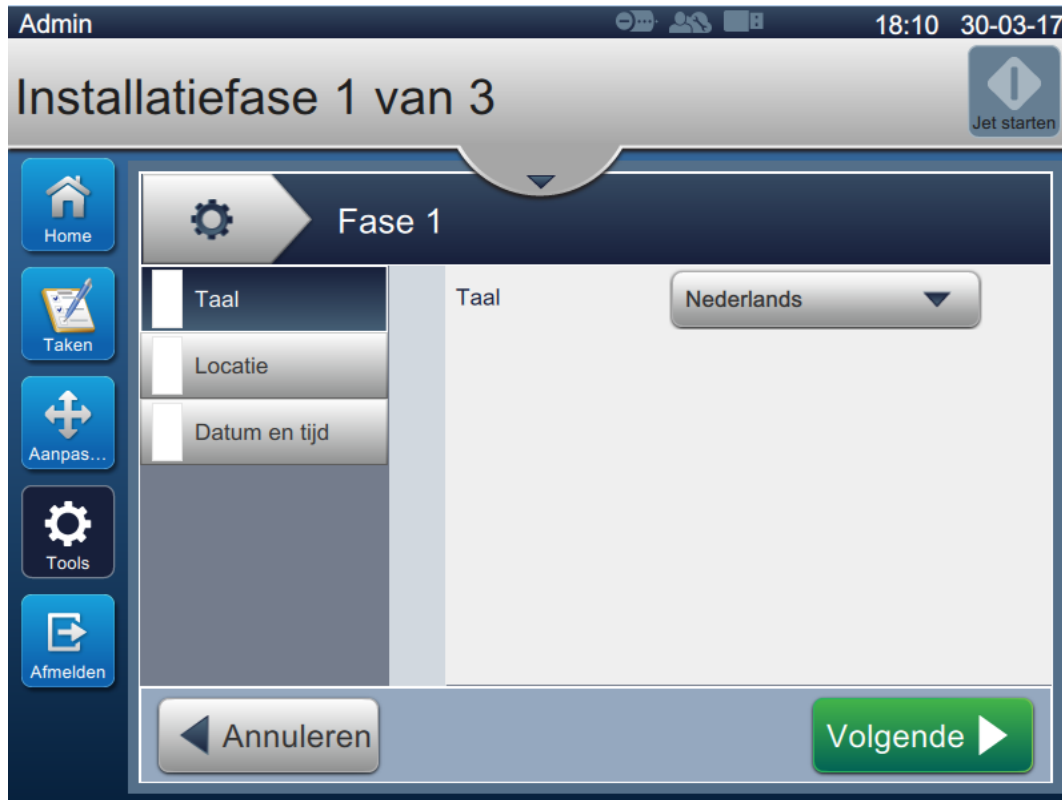 Admin
18:10 30-03-17
Installatiefase 1 van 3
Jet starten
Home
Fase 1
Taal
Taal
Nederlands
Taken
Locatie
Datum en tijd
Aanpas...
Tools
Afmelden
Annuleren
Volgende